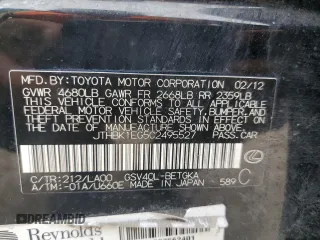 MFD. BY: TOYOTA MOTOR CORPORATION 02/12
GVWR 4680LB GAWR FR 2668LB RR 2359LB
THIS VEHICLE CONFORMS TO ALL APPLICABLE
FEDERAL MOTOR VEHICLE SAFETY, BUMPER, AND
THEFT PREVENTION STANDARDS IN EFFECT ON
THE DATE OF MANUFACTURE SHOWN ABOVE.
JTHBK1EG5C2495527 PASS.CAR
C/TR:212/LA00 GSV40L-BETGKA
A/TM:-01A/U660E MADE IN JAPAN 589 C
Reynolds